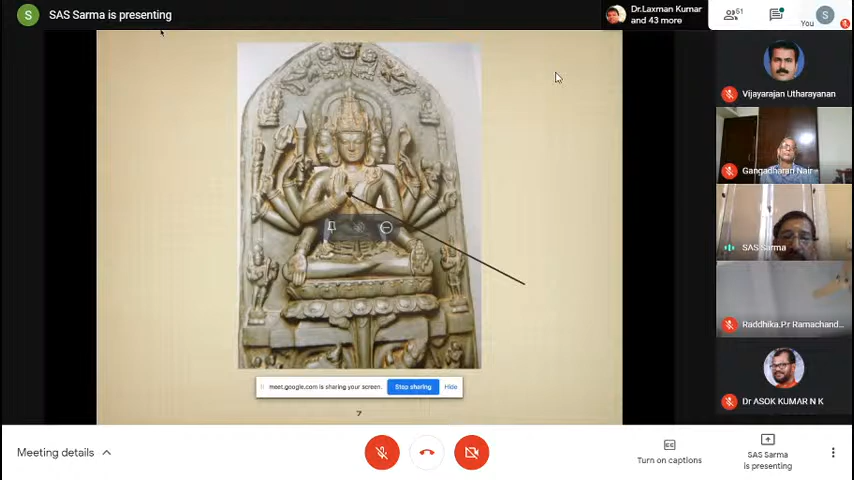 S
SAS Sarma is presenting
Dr.Laxman Kumar
and 43 more
51
S
You
Vijayarajan Utharayanan
Gangadharan Nair
SAS Sarma
Raddhika.P.r Ramachand...
Dr ASOK KUMAR N K
meet.google.com is sharing your screen.
Stop sharing
Hide
7
Meeting details
Turn on captions
SAS Sarma
is presenting